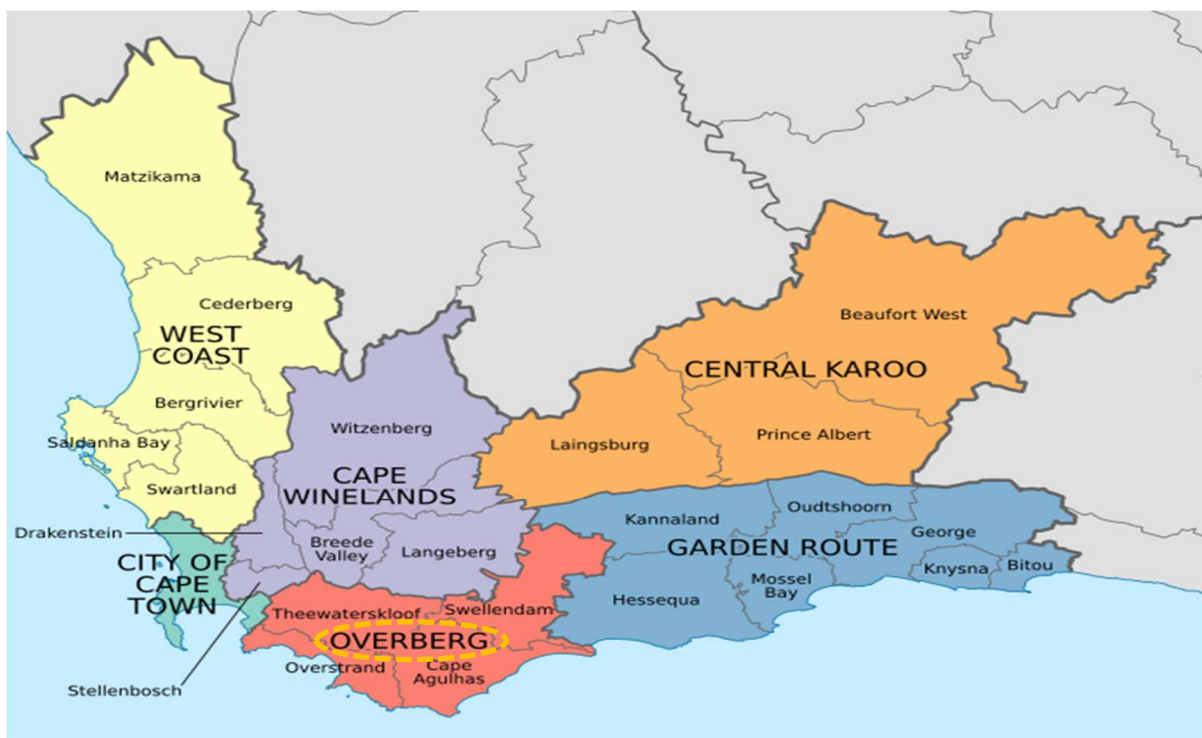 Matzikama
Cederberg
WEST
COAST
Bergrivier
Saldanha Bay
Swartland
Drakenstein
CITY OF
CAPE
TOWN
Stellenbosch
Witzenberg
CAPE
WINELANDS
Breede
Valley
Langeberg
Theewaterskloof
Swellendam
OVERBERG
Overstrand
Cape
Agulhas
Beaufort West
CENTRAL KAROO
Laingsburg
Prince Albert
Kannaland
Oudtshoorn
George
GARDEN ROUTE
Hessequa
Mossel
Bay
Knysna
Bitou